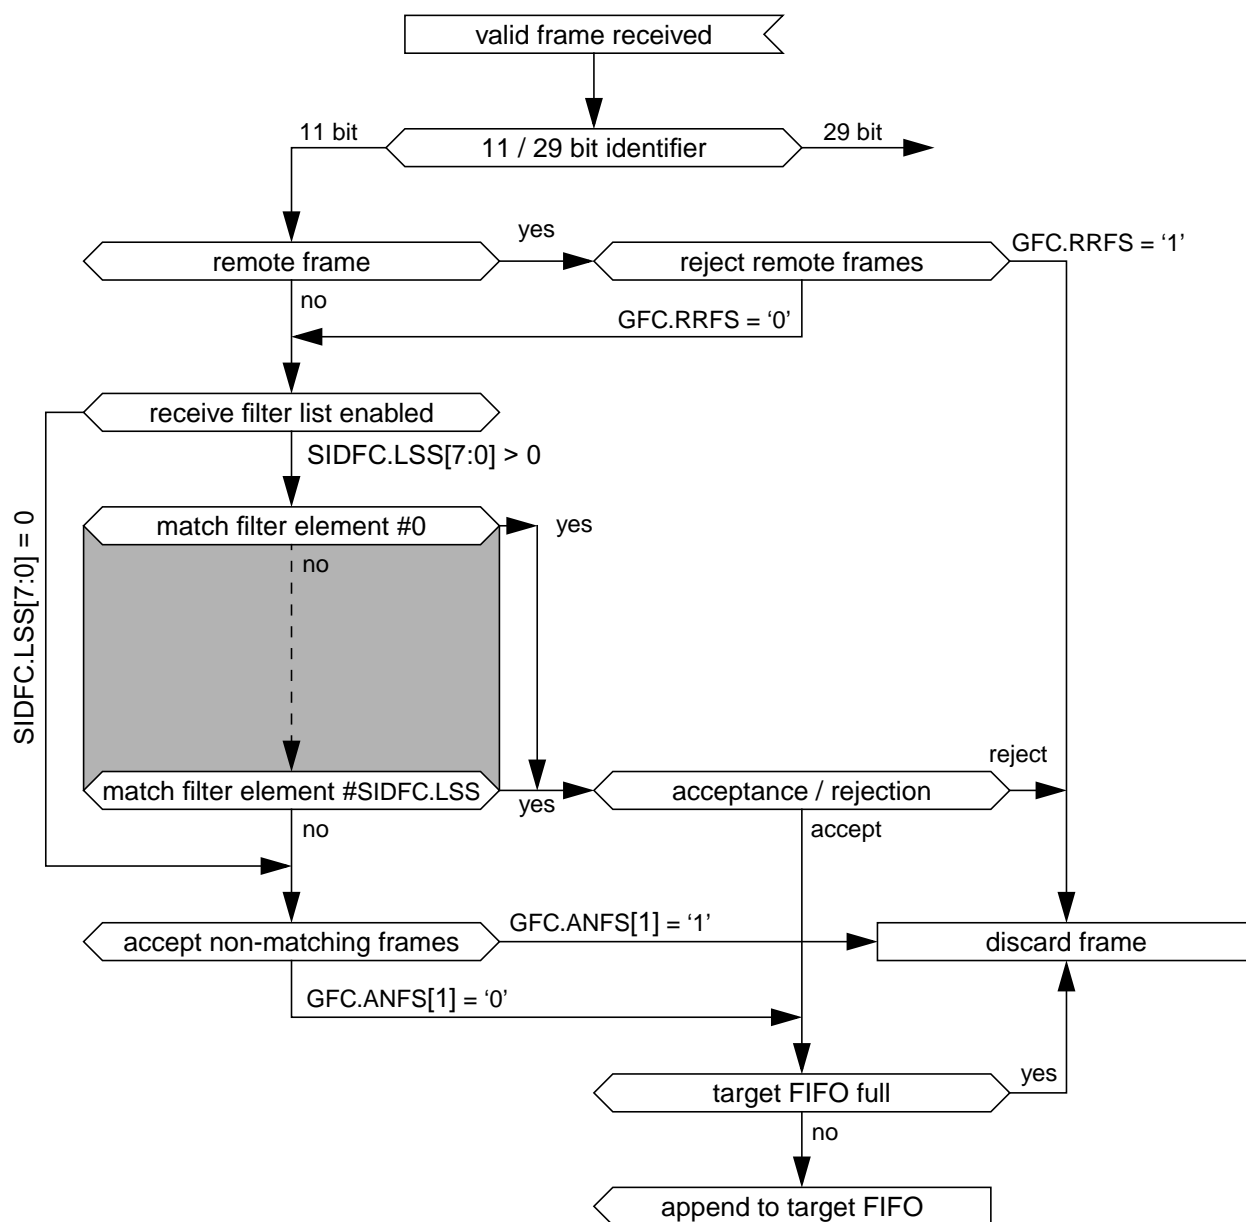 valid frame received
11 bit
11 / 29 bit identifier
29 bit
remote frame
yes
reject remote frames
GFC.RRFS = ‘1’
no
GFC.RRFS = ‘0’
receive filter list enabled
SIDFC.LSS[7:0] > 0
SIDFC.LSS[7:0] = 0
match filter element #0
yes
no
match filter element #SIDFC.LSS
yes
acceptance / rejection
reject
no
accept
accept non-matching frames
GFC.ANFS[1] = ‘1’
discard frame
GFC.ANFS[1] = ‘0’
target FIFO full
yes
no
append to target FIFO